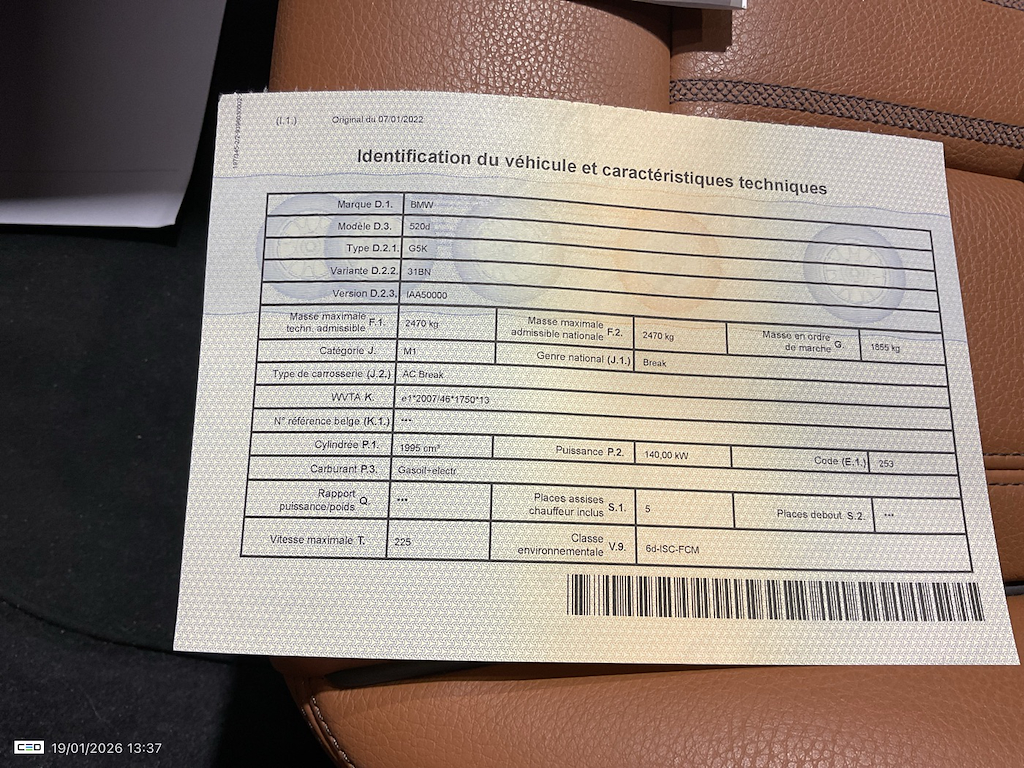 (I.1.) Original du 07/01/2022
Identification du véhicule et caractéristiques techniques
Marque D.1. BMW
Modèle D.3. 520d
Type D.2.1. G5K
Variante D.2.2. 31BN
Version D.2.3. IAA50000
Masse maximale techn. admissible F.1. 2470 kg Masse maximale admissible nationale F.2. 2470 kg Masse en ordre de marche G. 1855 kg
Catégorie J. M1 Genre national (J.1.) Break
Type de carrosserie (J.2.) AC Break
WVTA K. e1*2007/46*1750*13
N° référence belge (K.1.) ***
Cylindrée P.1. 1995 cm³ Puissance P.2. 140,00 kW Code (E.1.) 253
Carburant P.3. Gasoil+electr.
Rapport puissance/poids Q. *** Places assises chauffeur inclus S.1. 5 Places debout S.2. ***
Vitesse maximale T. 225 Classe environnementale V.9. 6d-ISC-FCM
CEO 19/01/2026 13:37